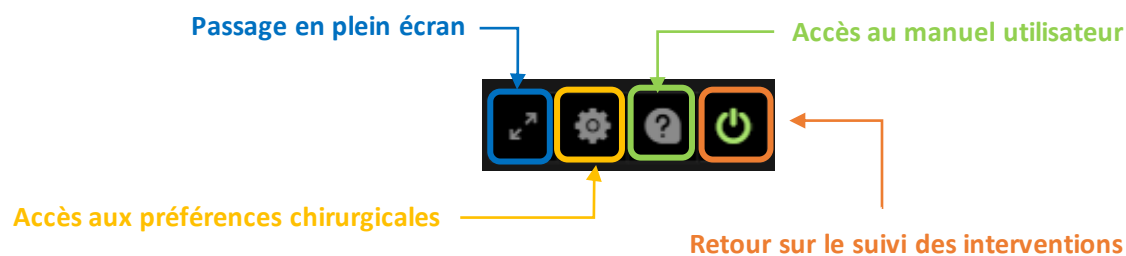 Passage en plein écran
Accès au manuel utilisateur
?
Accès aux préférences chirurgicales
Retour sur le suivi des interventions